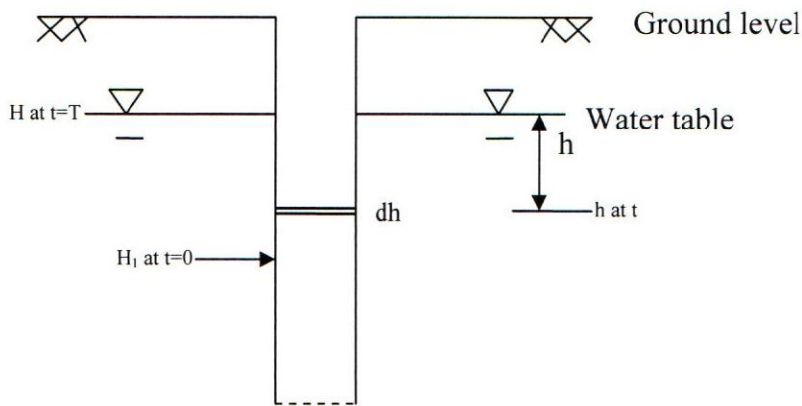 Ground level
H at t=T
Water table
h
dh
h at t
H₁ at t=0